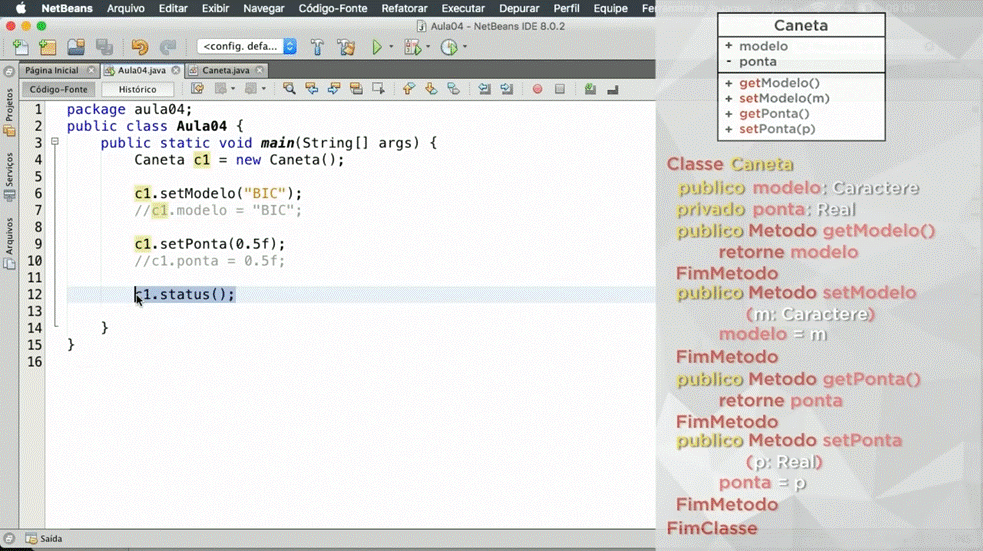 NetBeans Arquivo Editar Exibir Navegar Código-Fonte Refatorar Executar Depurar Perfil Equipe
Aula04 - NetBeans IDE 8.0.2
<config. defa...
Página Inicial Aula04.java Caneta.java
Código-Fonte Histórico
Projetos
Serviços
Arquivos
1 package aula04;
2 public class Aula04 {
3 public static void main(String[] args) {
4 Caneta c1 = new Caneta();
5
6 c1.setModelo("BIC");
7 //c1.modelo = "BIC";
8
9 c1.setPonta(0.5f);
10 //c1.ponta = 0.5f;
11
12 c1.status();
13
14 }
15 }
16
Saída
Caneta
+ modelo
- ponta
+ getModelo()
+ setModelo(m)
+ getPonta()
+ setPonta(p)
Classe Caneta
publico modelo: Caractere
privado ponta: Real
publico Metodo getModelo()
retorne modelo
FimMetodo
publico Metodo setModelo
(m: Caractere)
modelo = m
FimMetodo
publico Metodo getPonta()
retorne ponta
FimMetodo
publico Metodo setPonta
(p: Real)
ponta = p
FimMetodo
FimClasse